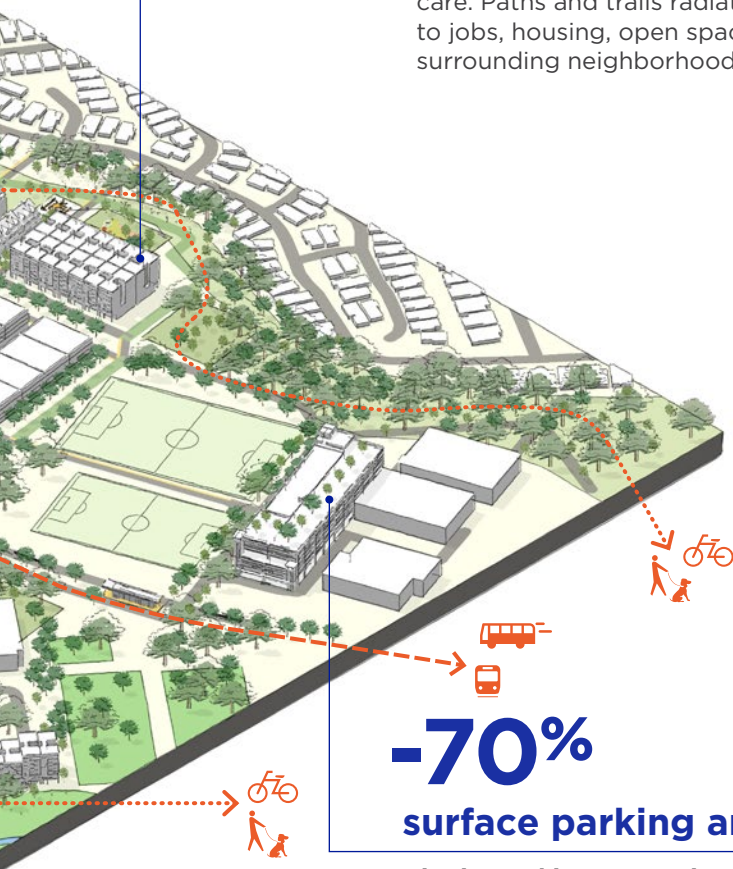 care. Paths and trails radiat
to jobs, housing, open spac
surrounding neighborhood
-70%
surface parking ar